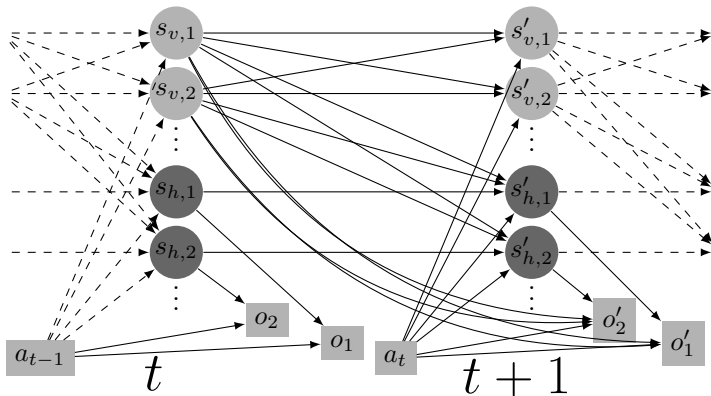 s_{v,1} s'_{v,1}
s_{v,2} s'_{v,2}
⋮ ⋮
s_{h,1} s'_{h,1}
s_{h,2} s'_{h,2}
⋮ ⋮
o_2 o'_2
o_1 o'_1
a_{t−1} a_t
t t + 1